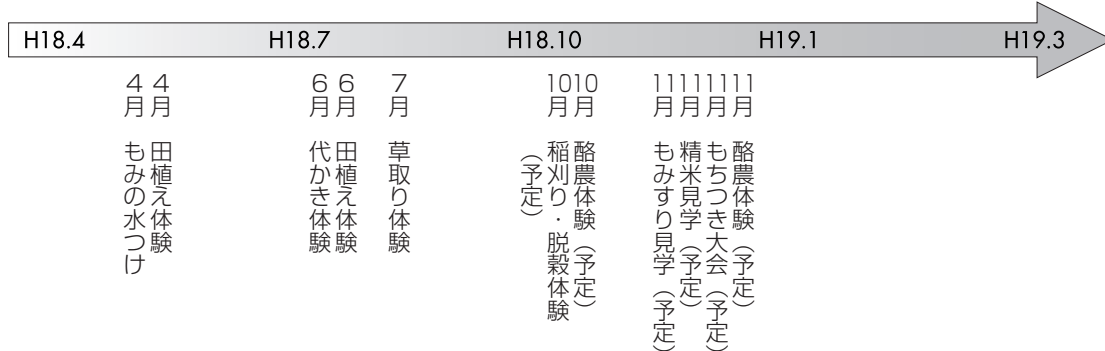 H18.4 H18.7 H18.10 H19.1 H19.3
4月 もみの水つけ
4月 田植え体験
6月 代かき体験
6月 田植え体験
7月 草取り体験
10月 稲刈り・脱穀体験
(予定)
10月 酪農体験(予定)
11月 もみすり見学(予定)
11月 精米見学(予定)
11月 もちつき大会(予定)
11月 酪農体験(予定)